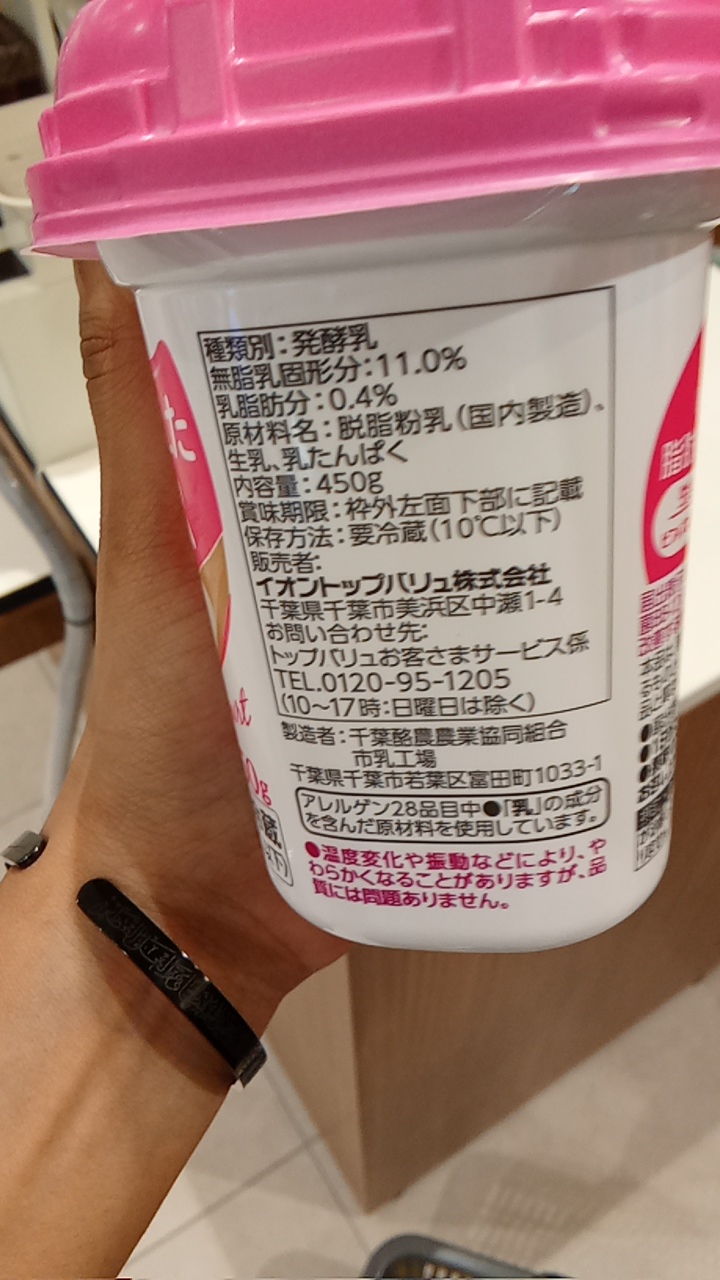 種類別：発酵乳
無脂乳固形分：11.0%
乳脂肪分：0.4%
原材料名：脱脂粉乳（国内製造）、
生乳、乳たんぱく
内容量：450g
賞味期限：枠外左面下部に記載
保存方法：要冷蔵（10℃以下）
販売者：
イオントップバリュ株式会社
千葉県千葉市美浜区中瀬1-4
お問い合わせ先：
トップバリュお客さまサービス係
TEL.0120-95-1205
（10〜17時：日曜日は除く）
製造者：千葉酪農農業協同組合
市乳工場
千葉県千葉市若葉区富田町1033-1
アレルゲン28品目中●「乳」の成分
を含んだ原材料を使用しています。
●温度変化や振動などにより、や
わらかくなることがありますが、品
質には問題ありません。